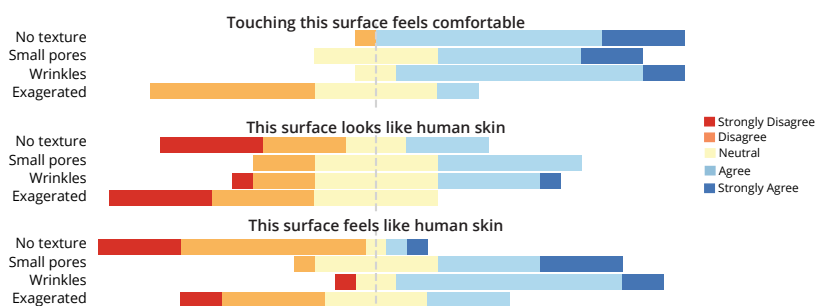 Touching this surface feels comfortable
No texture
Small pores
Wrinkles
Exagerated
This surface looks like human skin
No texture
Small pores
Wrinkles
Exagerated
This surface feels like human skin
No texture
Small pores
Wrinkles
Exagerated
Strongly Disagree
Disagree
Neutral
Agree
Strongly Agree